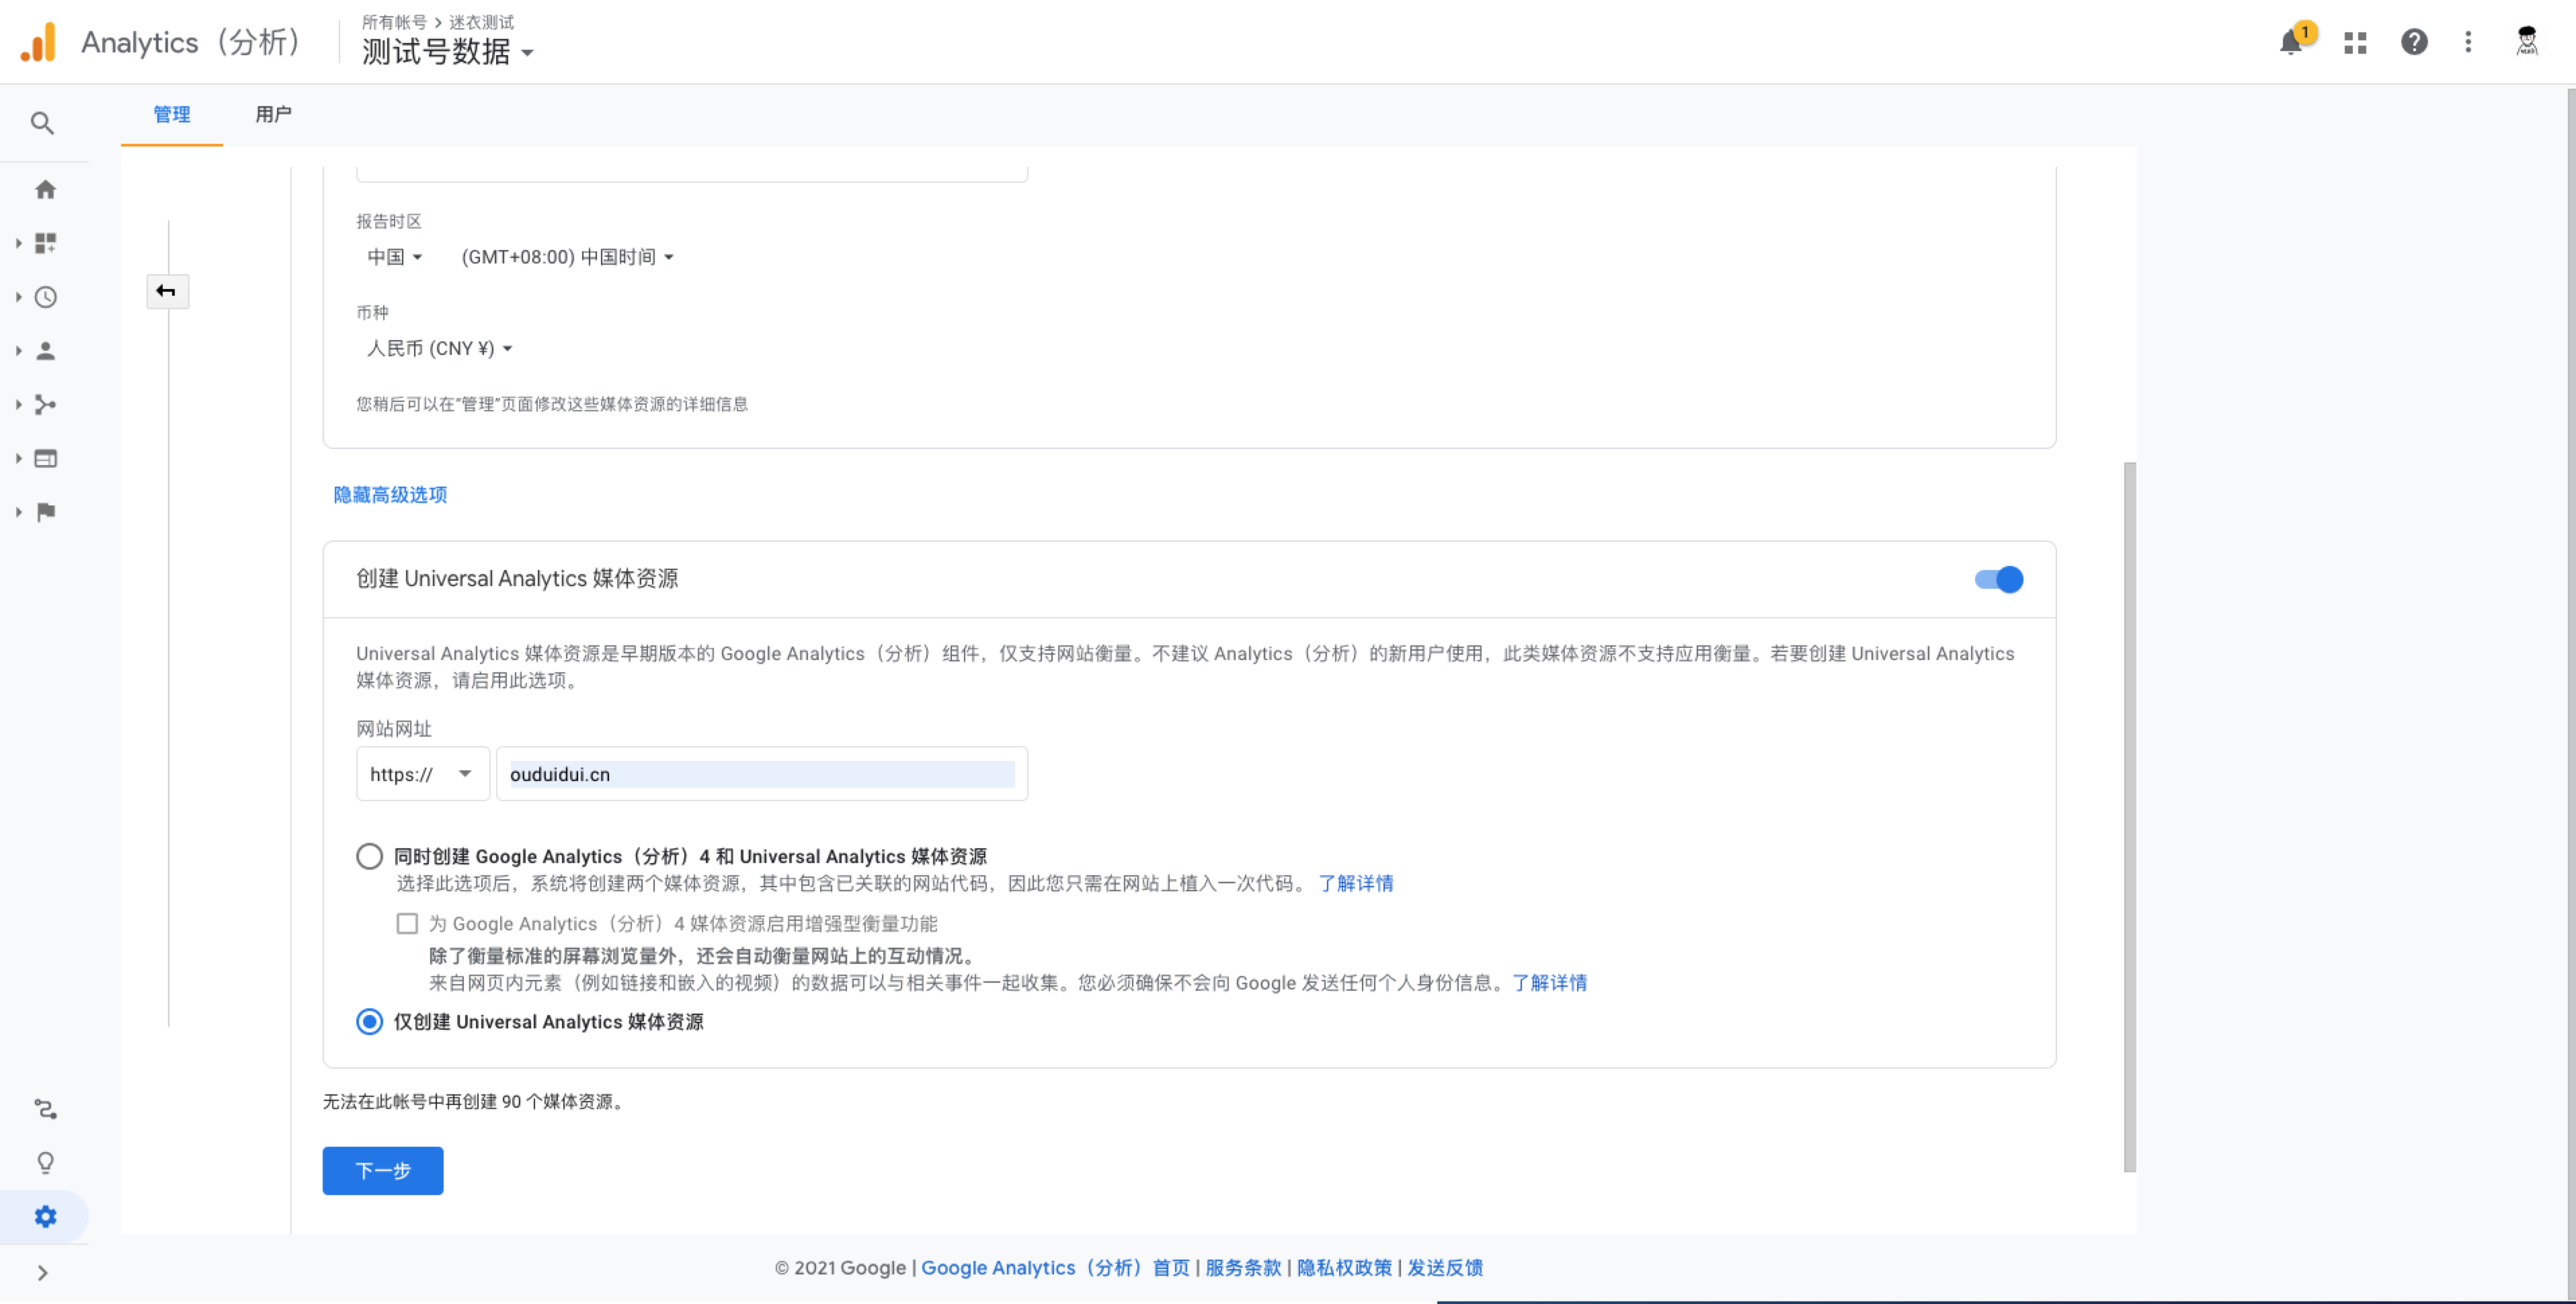 Analytics（分析）
所有帐号 > 迷衣测试
测试号数据
1
管理
用户
报告时区
中国
(GMT+08:00) 中国时间
币种
人民币 (CNY ¥)
您稍后可以在“管理”页面修改这些媒体资源的详细信息
隐藏高级选项
创建 Universal Analytics 媒体资源
Universal Analytics 媒体资源是早期版本的 Google Analytics（分析）组件，仅支持网站衡量。不建议 Analytics（分析）的新用户使用，此类媒体资源不支持应用衡量。若要创建 Universal Analytics
媒体资源，请启用此选项。
网站网址
https://
ouduidui.cn
同时创建 Google Analytics（分析）4 和 Universal Analytics 媒体资源
选择此选项后，系统将创建两个媒体资源，其中包含已关联的网站代码，因此您只需在网站上植入一次代码。 了解详情
为 Google Analytics（分析）4 媒体资源启用增强型衡量功能
除了衡量标准的屏幕浏览量外，还会自动衡量网站上的互动情况。
来自网页内元素（例如链接和嵌入的视频）的数据可以与相关事件一起收集。您必须确保不会向 Google 发送任何个人身份信息。了解详情
仅创建 Universal Analytics 媒体资源
无法在此帐号中再创建 90 个媒体资源。
下一步
© 2021 Google | Google Analytics（分析）首页 | 服务条款 | 隐私权政策 | 发送反馈